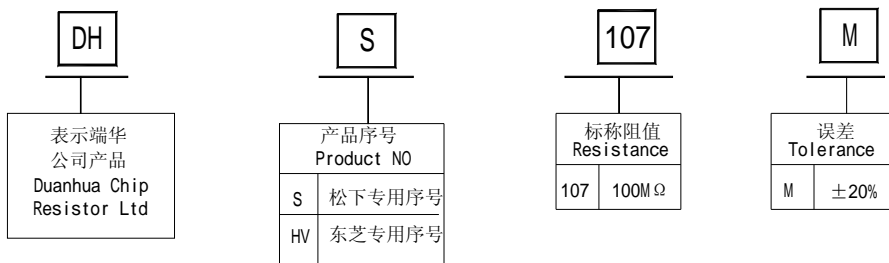 DH
S
107
M
表示端华
公司产品
Duanhua Chip
Resistor Ltd
产品序号
Product NO
S 松下专用序号
HV 东芝专用序号
标称阻值
Resistance
107 100MΩ
误差
Tolerance
M ±20%